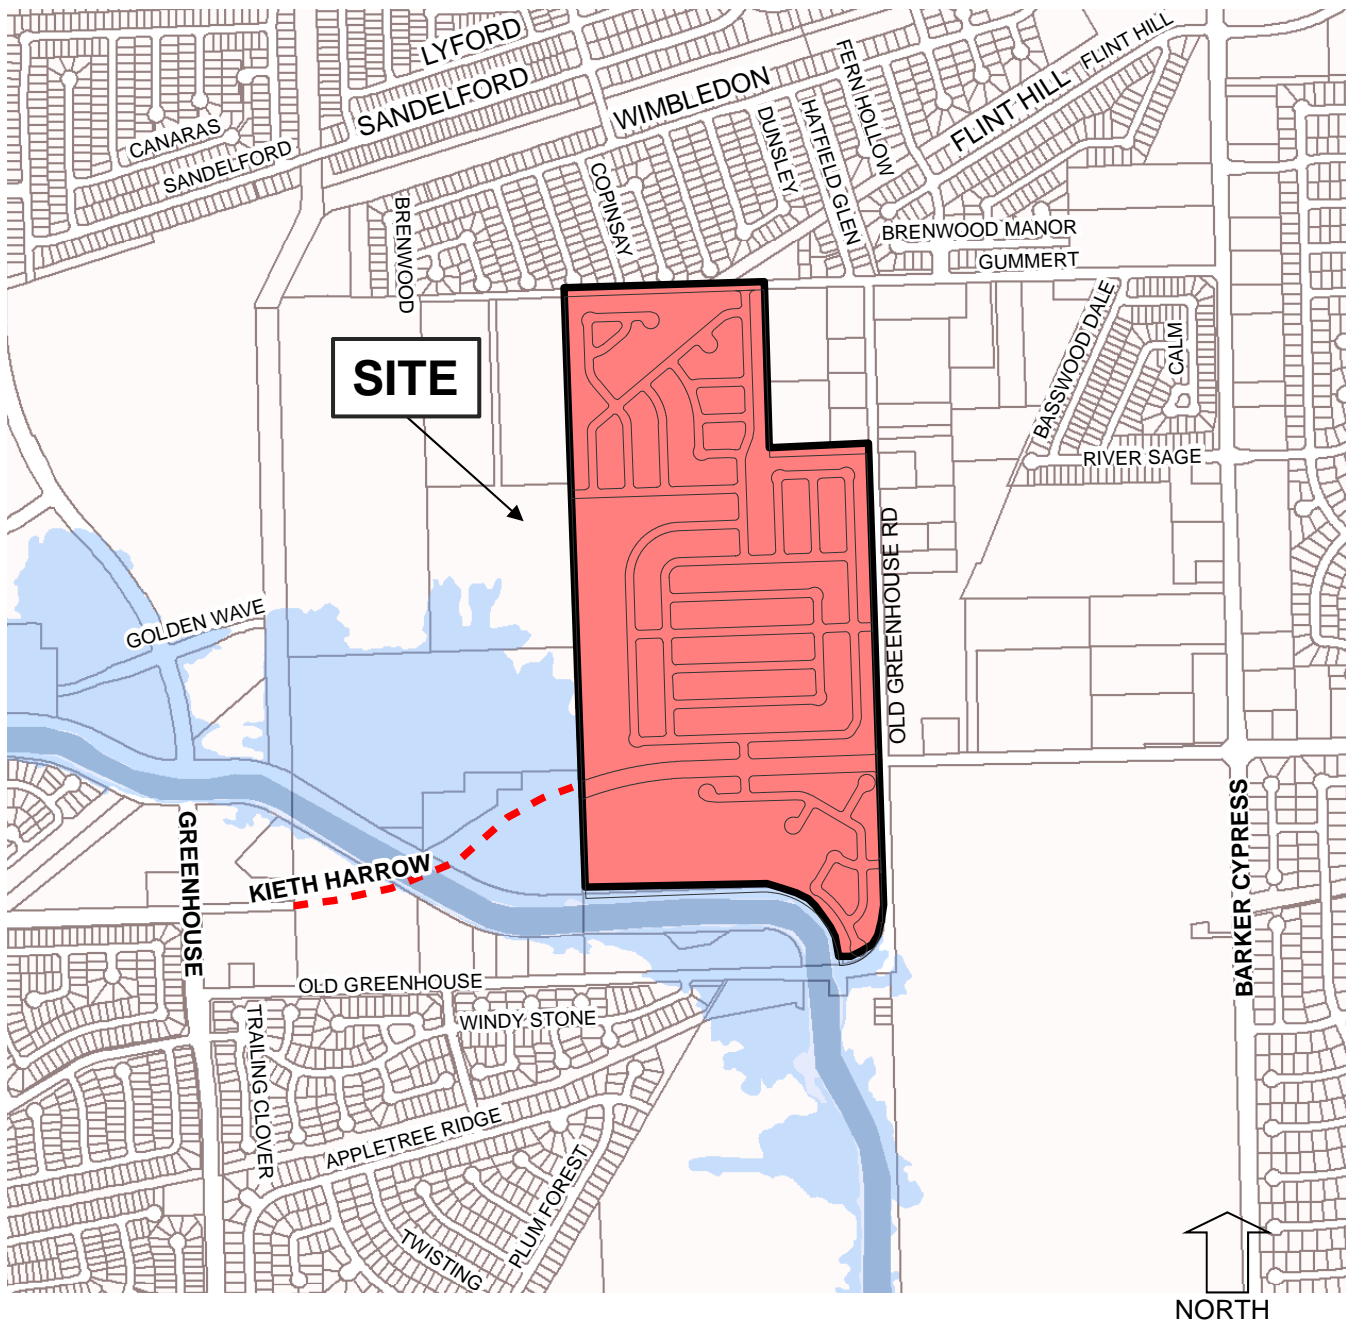 LYFORD
SANDELFORD
WIMBLEDON
FLINT HILL
FLINT HILL
FERN HOLLOW
HATFIELD GLEN
DUNSLEY
CANARAS
SANDELFORD
COPINSAY
BRENWOOD
BRENWOOD MANOR
GUMMERT
BASSWOOD DALE
CALM
RIVER SAGE
SITE
OLD GREENHOUSE RD
GOLDEN WAVE
GREENHOUSE
KIETH HARROW
BARKER CYPRESS
OLD GREENHOUSE
WINDY STONE
TRAILING CLOVER
APPLETREE RIDGE
PLUM FOREST
TWISTING
NORTH